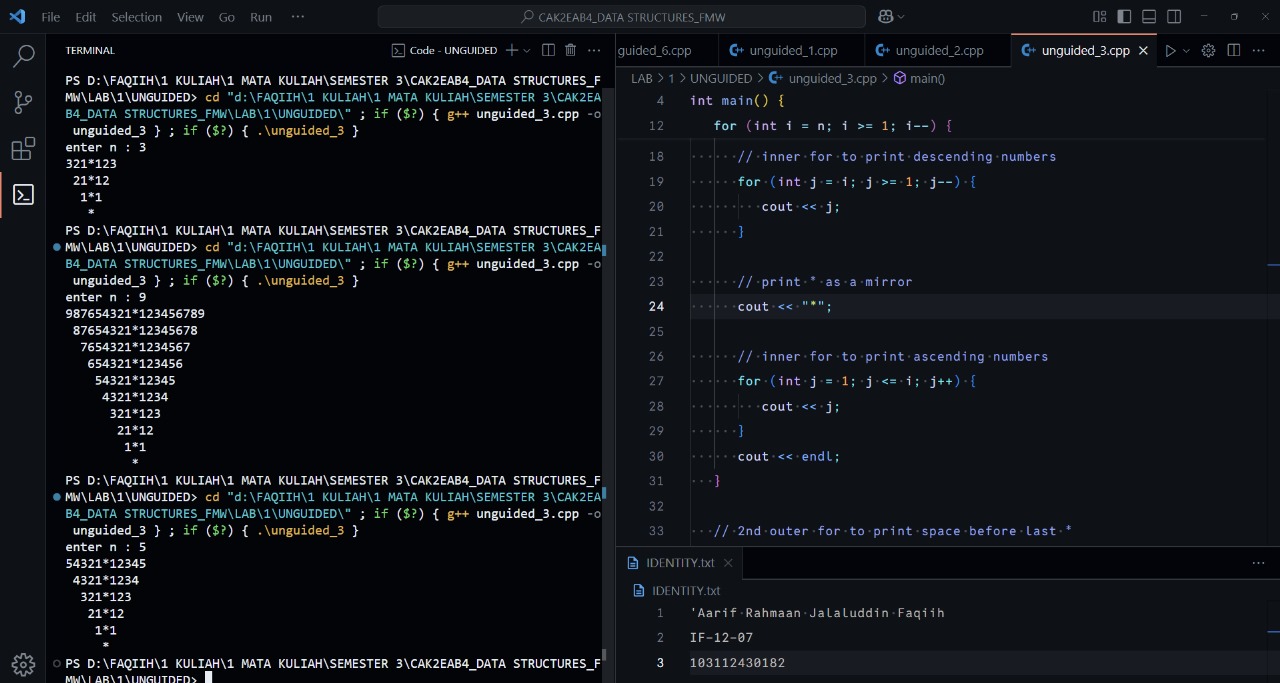 File Edit Selection View Go Run ···
CAK2EAB4_DATA STRUCTURES_FMW
TERMINAL
Code - UNGUIDED
PS D:\FAQIIH\1 KULIAH\1 MATA KULIAH\SEMESTER 3\CAK2EAB4_DATA STRUCTURES_F
MW\LAB\1\UNGUIDED> cd "d:\FAQIIH\1 KULIAH\1 MATA KULIAH\SEMESTER 3\CAK2EA
B4_DATA STRUCTURES_FMW\LAB\1\UNGUIDED\" ; if ($?) { g++ unguided_3.cpp -o
 unguided_3 } ; if ($?) { .\unguided_3 }
enter n : 3
321*123
 21*12
  1*1
   *
PS D:\FAQIIH\1 KULIAH\1 MATA KULIAH\SEMESTER 3\CAK2EAB4_DATA STRUCTURES_F
MW\LAB\1\UNGUIDED> cd "d:\FAQIIH\1 KULIAH\1 MATA KULIAH\SEMESTER 3\CAK2EA
B4_DATA STRUCTURES_FMW\LAB\1\UNGUIDED\" ; if ($?) { g++ unguided_3.cpp -o
 unguided_3 } ; if ($?) { .\unguided_3 }
enter n : 9
987654321*123456789
 87654321*12345678
  7654321*1234567
   654321*123456
    54321*12345
     4321*1234
      321*123
       21*12
        1*1
         *
PS D:\FAQIIH\1 KULIAH\1 MATA KULIAH\SEMESTER 3\CAK2EAB4_DATA STRUCTURES_F
MW\LAB\1\UNGUIDED> cd "d:\FAQIIH\1 KULIAH\1 MATA KULIAH\SEMESTER 3\CAK2EA
B4_DATA STRUCTURES_FMW\LAB\1\UNGUIDED\" ; if ($?) { g++ unguided_3.cpp -o
 unguided_3 } ; if ($?) { .\unguided_3 }
enter n : 5
54321*12345
 4321*1234
  321*123
   21*12
    1*1
     *
PS D:\FAQIIH\1 KULIAH\1 MATA KULIAH\SEMESTER 3\CAK2EAB4_DATA STRUCTURES_F
MW\LAB\1\UNGUIDED>
guided_6.cpp unguided_1.cpp unguided_2.cpp unguided_3.cpp
LAB > 1 > UNGUIDED > unguided_3.cpp > main()
4 int main() {
12 for (int i = n; i >= 1; i--) {
18 // inner for to print descending numbers
19 for (int j = i; j >= 1; j--) {
20 cout << j;
21 }
22
23 // print * as a mirror
24 cout << "*";
25
26 // inner for to print ascending numbers
27 for (int j = 1; j <= i; j++) {
28 cout << j;
29 }
30 cout << endl;
31 }
32
33 // 2nd outer for to print space before last *
IDENTITY.txt
IDENTITY.txt
1 'Aarif Rahmaan Jalaluddin Faqiih
2 IF-12-07
3 103112430182